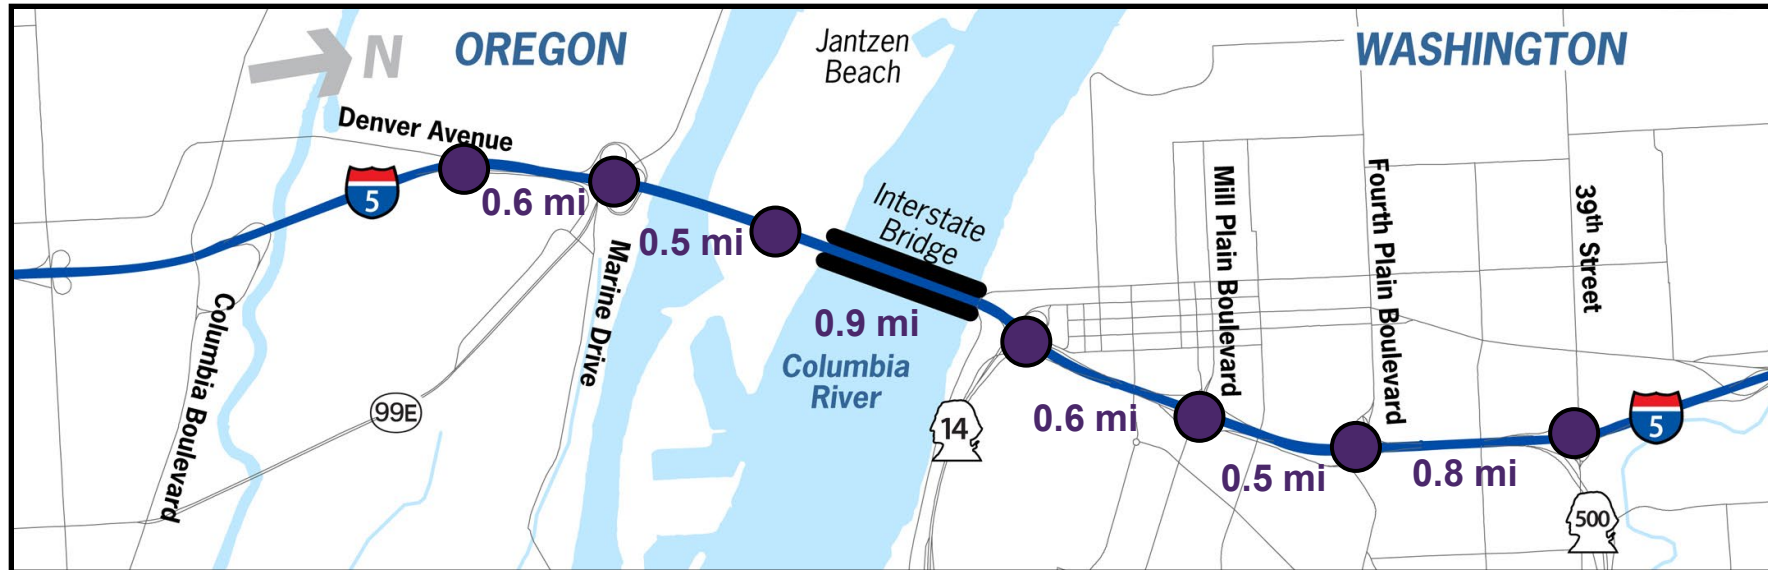 N
OREGON
Jantzen
Beach
WASHINGTON
Denver Avenue
5
0.6 mi
0.5 mi
Interstate
Bridge
0.9 mi
Columbia
River
Marine Drive
Columbia Boulevard
99E
14
0.6 mi
Mill Plain Boulevard
0.5 mi
Fourth Plain Boulevard
0.8 mi
39th Street
5
500